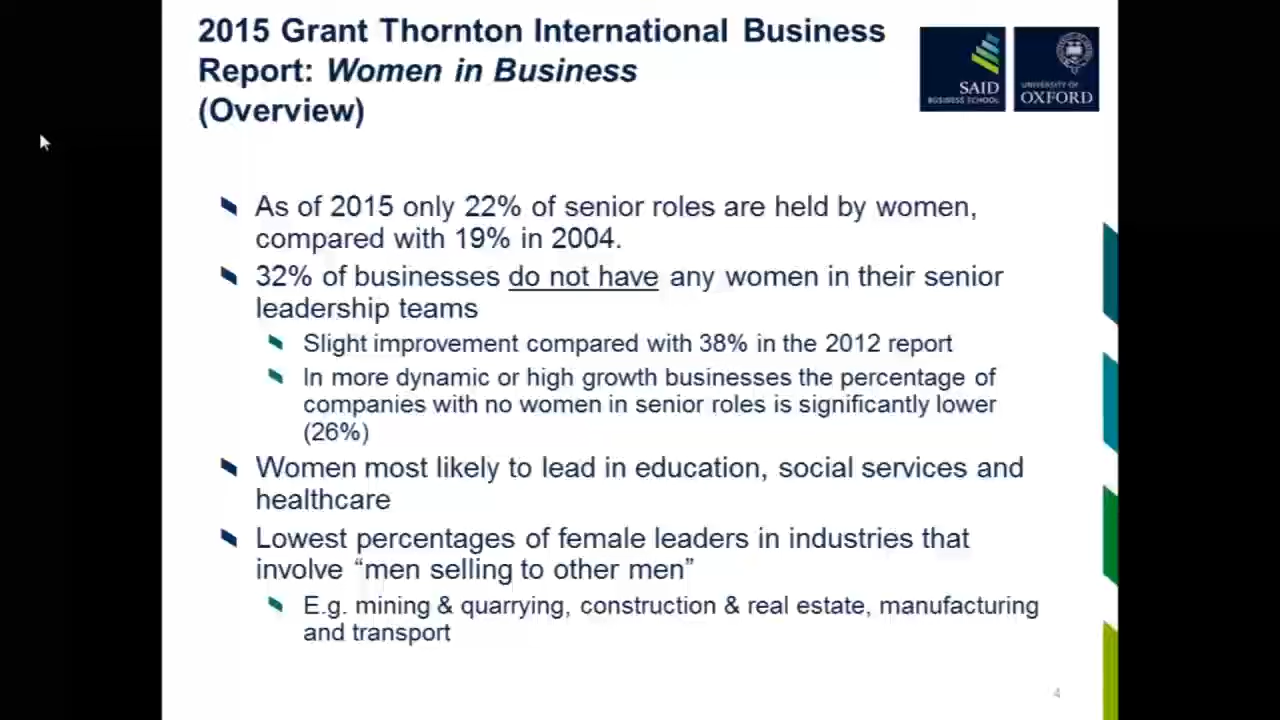 2015 Grant Thornton International Business
Report: Women in Business
(Overview)
SAID
BUSINESS SCHOOL
UNIVERSITY OF
OXFORD
As of 2015 only 22% of senior roles are held by women,
compared with 19% in 2004.
32% of businesses do not have any women in their senior
leadership teams
Slight improvement compared with 38% in the 2012 report
In more dynamic or high growth businesses the percentage of
companies with no women in senior roles is significantly lower
(26%)
Women most likely to lead in education, social services and
healthcare
Lowest percentages of female leaders in industries that
involve “men selling to other men”
E.g. mining & quarrying, construction & real estate, manufacturing
and transport
4